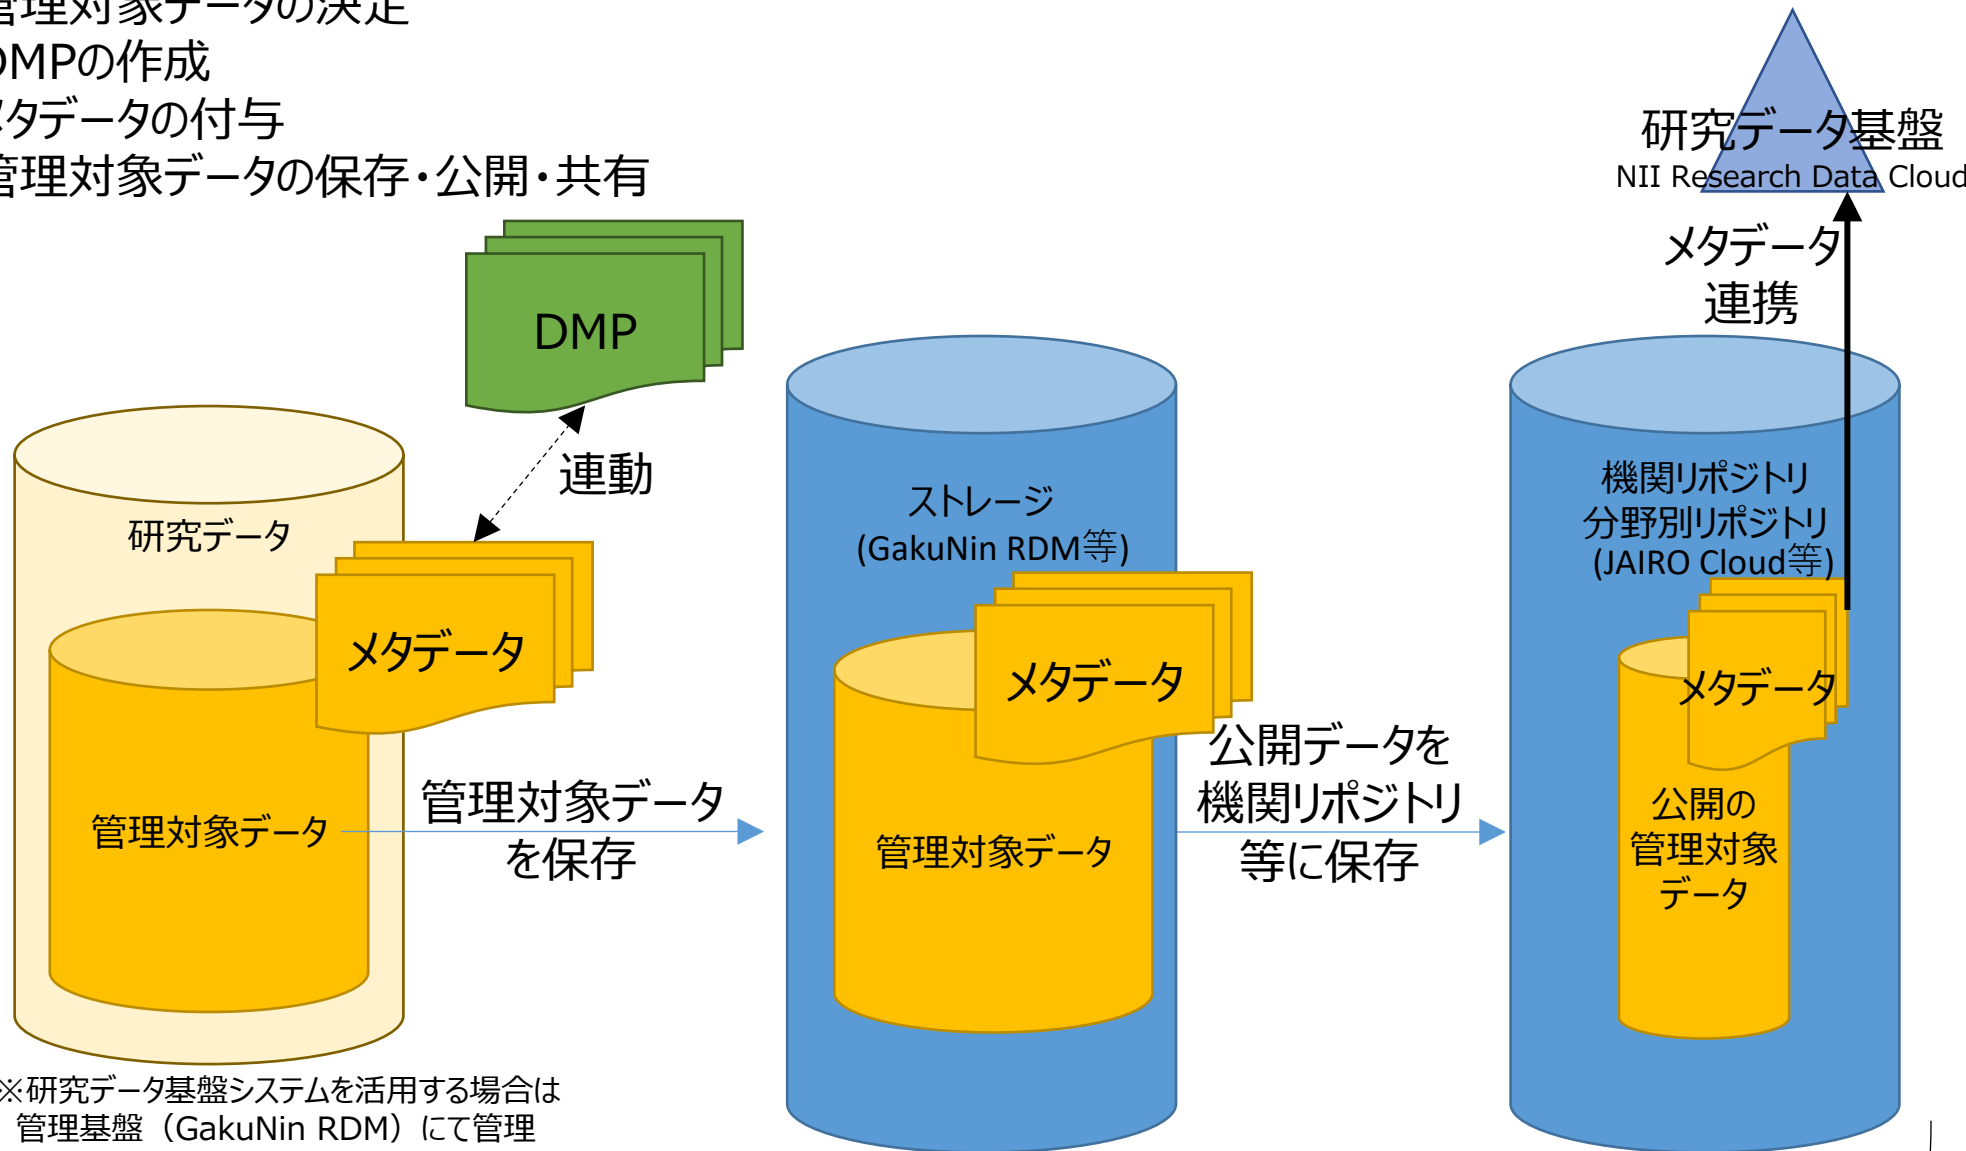 管理対象データの決定
DMPの作成
メタデータの付与
管理対象データの保存・公開・共有
研究データ基盤
NII Research Data Cloud
メタデータ
連携
DMP
連動
研究データ
メタデータ
管理対象データ
管理対象データ
を保存
ストレージ
(GakuNin RDM等)
メタデータ
管理対象データ
公開データを
機関リポジトリ
等に保存
機関リポジトリ
分野別リポジトリ
(JAIRO Cloud等)
メタデータ
公開の
管理対象
データ
※研究データ基盤システムを活用する場合は
管理基盤（GakuNin RDM）にて管理